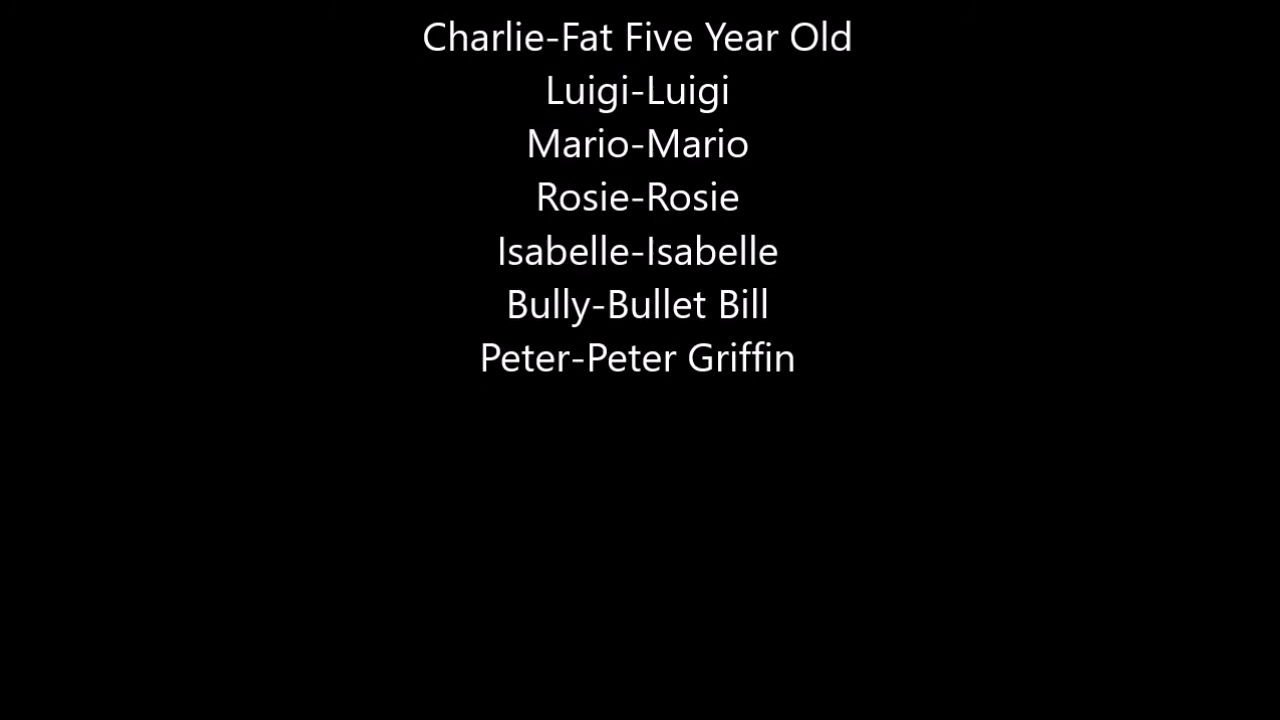 Charlie-Fat Five Year Old
Luigi-Luigi
Mario-Mario
Rosie-Rosie
Isabelle-Isabelle
Bully-Bullet Bill
Peter-Peter Griffin